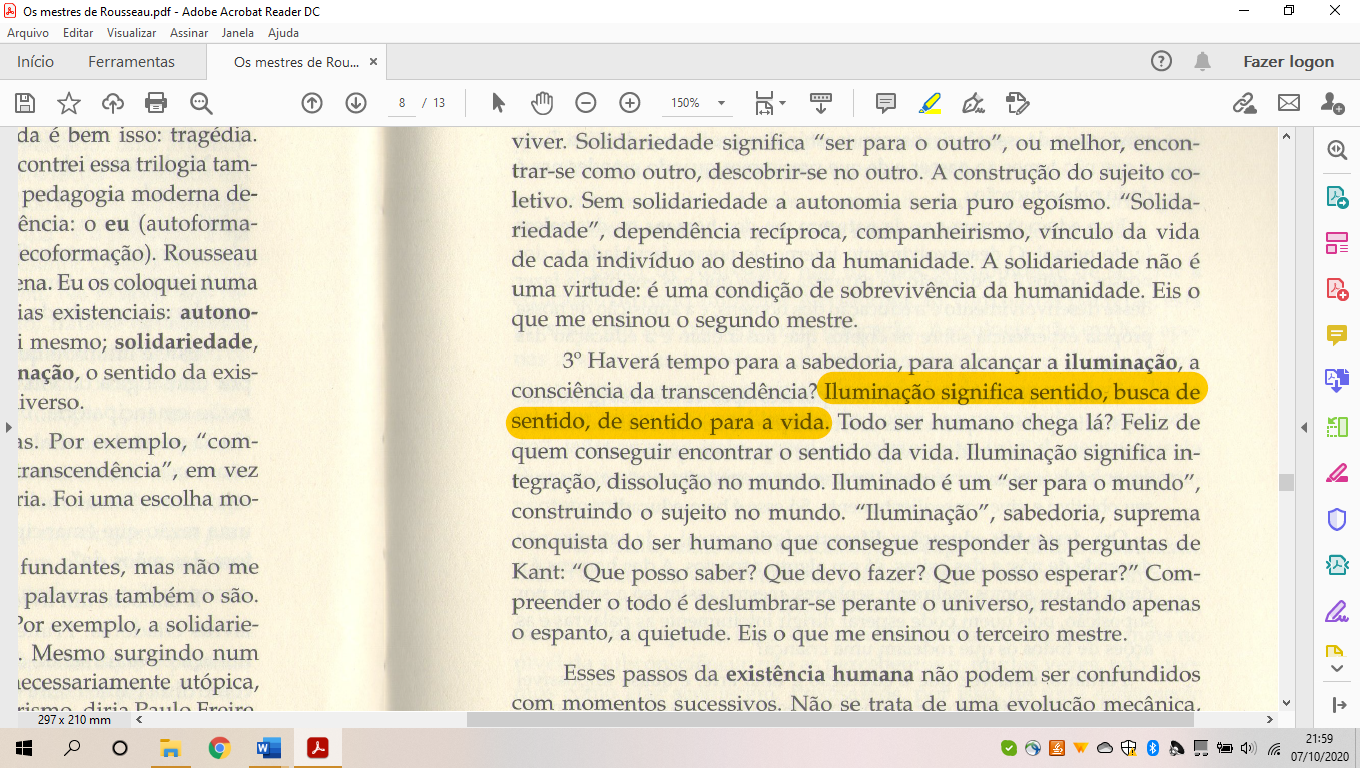 Os mestres de Rousseau.pdf - Adobe Acrobat Reader DC
Arquivo Editar Visualizar Assinar Janela Ajuda
Início Ferramentas Os mestres de Rou... × Fazer logon
8 / 13 150%
da é bem isso: tragédia.
contrei essa trilogia tam-
pedagogia moderna de-
ência: o eu (autoforma-
(ecoformação). Rousseau
ena. Eu os coloquei numa
ias existenciais: autono-
i mesmo; solidariedade,
nação, o sentido da exis-
iverso.
as. Por exemplo, “com-
transcendência”, em vez
ria. Foi uma escolha mo-
fundantes, mas não me
palavras também o são.
Por exemplo, a solidarie-
. Mesmo surgindo num
necessariamente utópica,
rismo, diria Paulo Freire
viver. Solidariedade significa “ser para o outro”, ou melhor, encon-
trar-se como outro, descobrir-se no outro. A construção do sujeito co-
letivo. Sem solidariedade a autonomia seria puro egoísmo. “Solida-
riedade”, dependência recíproca, companheirismo, vínculo da vida
de cada indivíduo ao destino da humanidade. A solidariedade não é
uma virtude: é uma condição de sobrevivência da humanidade. Eis o
que me ensinou o segundo mestre.
3º Haverá tempo para a sabedoria, para alcançar a iluminação, a
consciência da transcendência? Iluminação significa sentido, busca de
sentido, de sentido para a vida. Todo ser humano chega lá? Feliz de
quem conseguir encontrar o sentido da vida. Iluminação significa in-
tegração, dissolução no mundo. Iluminado é um “ser para o mundo”,
construindo o sujeito no mundo. “Iluminação”, sabedoria, suprema
conquista do ser humano que consegue responder às perguntas de
Kant: “Que posso saber? Que devo fazer? Que posso esperar?” Com-
preender o todo é deslumbrar-se perante o universo, restando apenas
o espanto, a quietude. Eis o que me ensinou o terceiro mestre.
Esses passos da existência humana não podem ser confundidos
com momentos sucessivos. Não se trata de uma evolução mecânica,
297 x 210 mm
21:59
07/10/2020